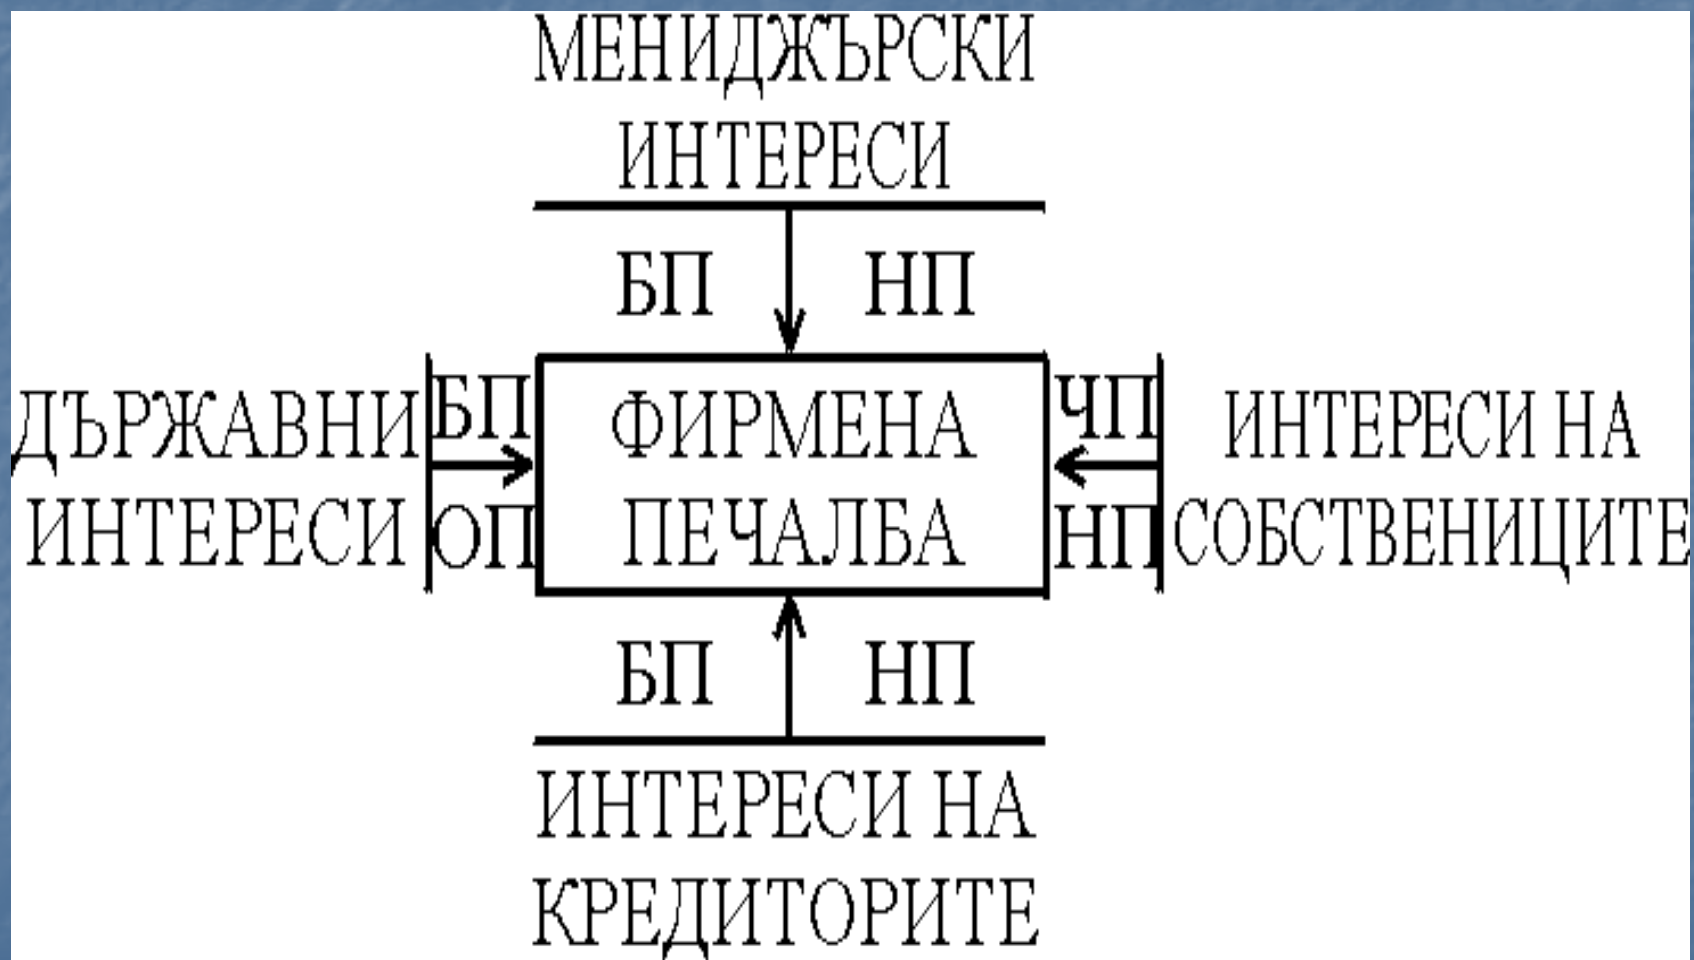 МЕНИДЖЪРСКИ
ИНТЕРЕСИ
БП НП
ДЪРЖАВНИ
ИНТЕРЕСИ
БП
ОП
ФИРМЕНА
ПЕЧАЛБА
ЧП
НП
ИНТЕРЕСИ НА
СОБСТВЕНИЦИТЕ
БП НП
ИНТЕРЕСИ НА
КРЕДИТОРИТЕ